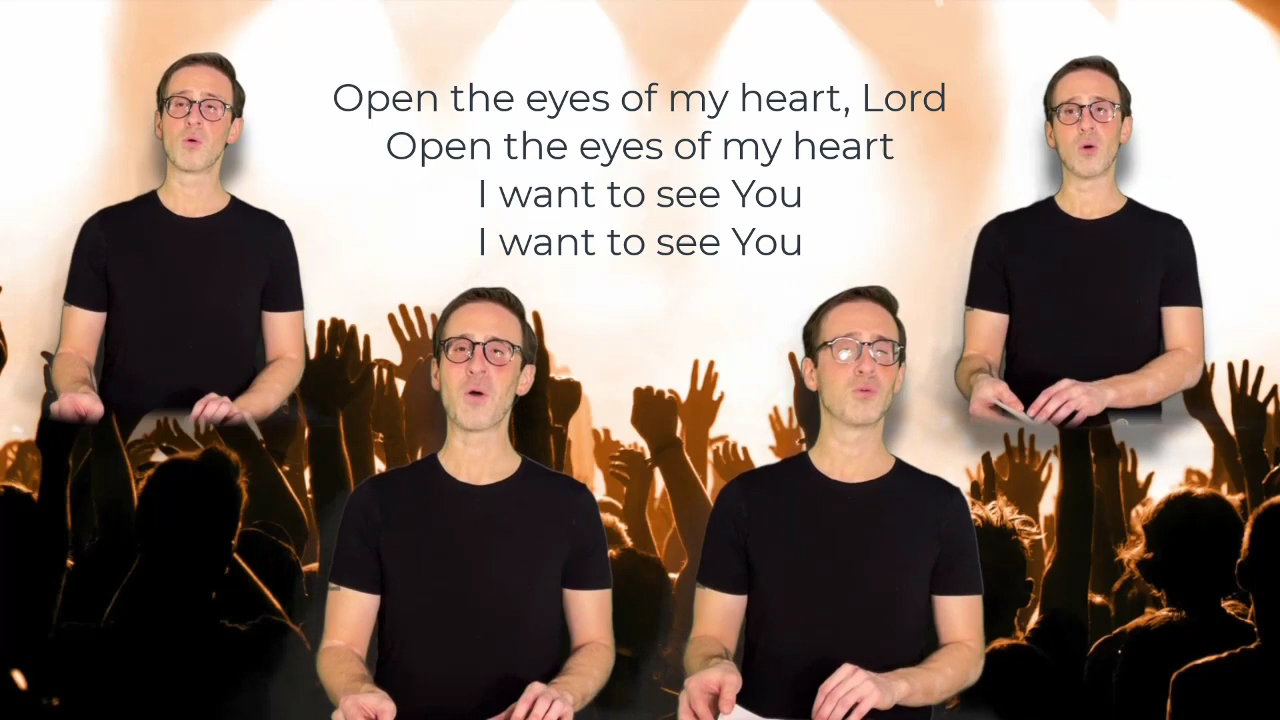 Open the eyes of my heart, Lord
Open the eyes of my heart
I want to see You
I want to see You